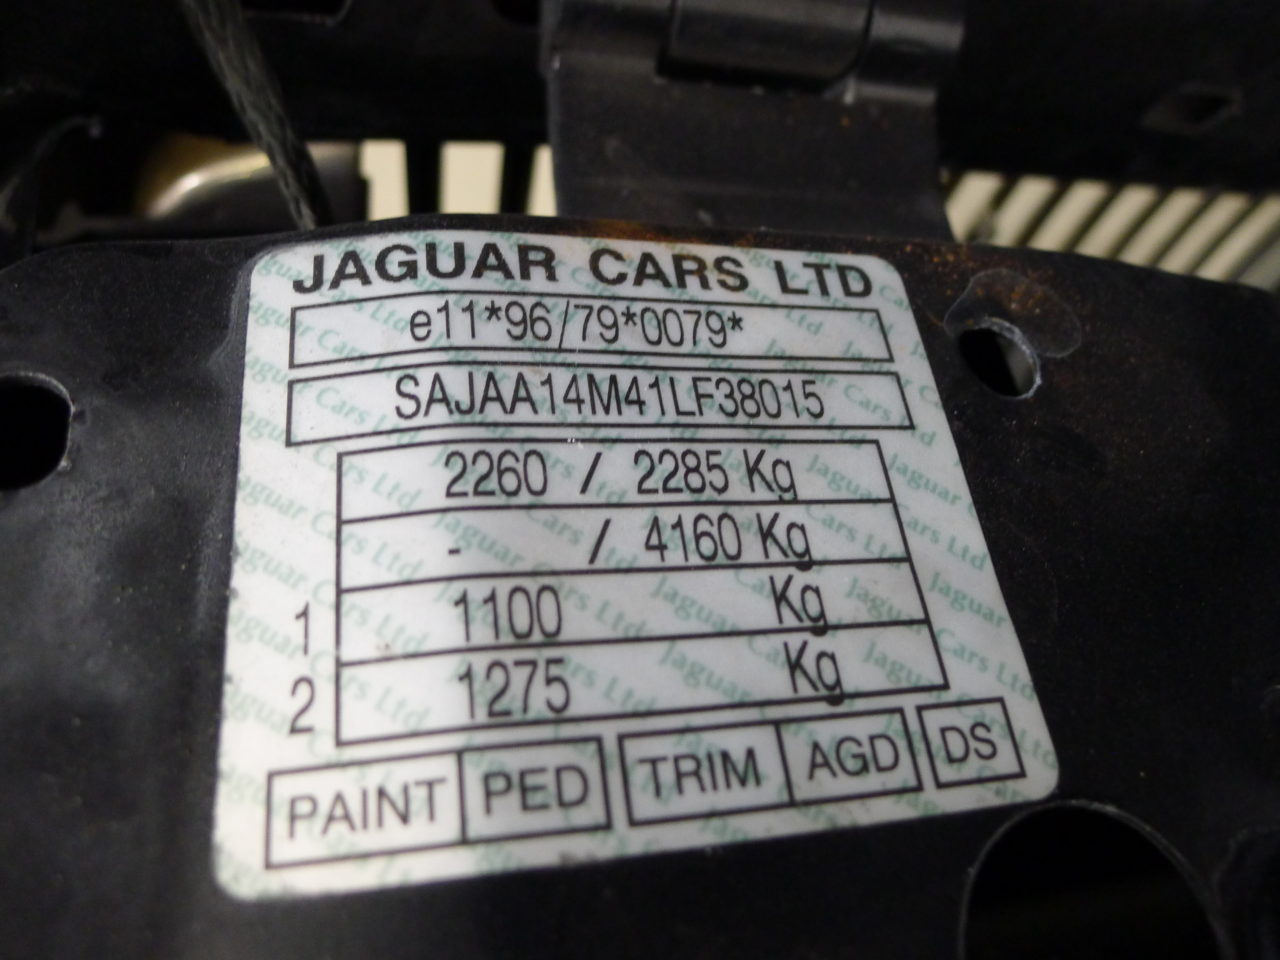 JAGUAR CARS LTD
e11*96/79*0079*
SAJAA14M41LF38015
2260 / 2285 Kg
- / 4160 Kg
1 1100 Kg
2 1275 Kg
PAINT PED TRIM AGD DS